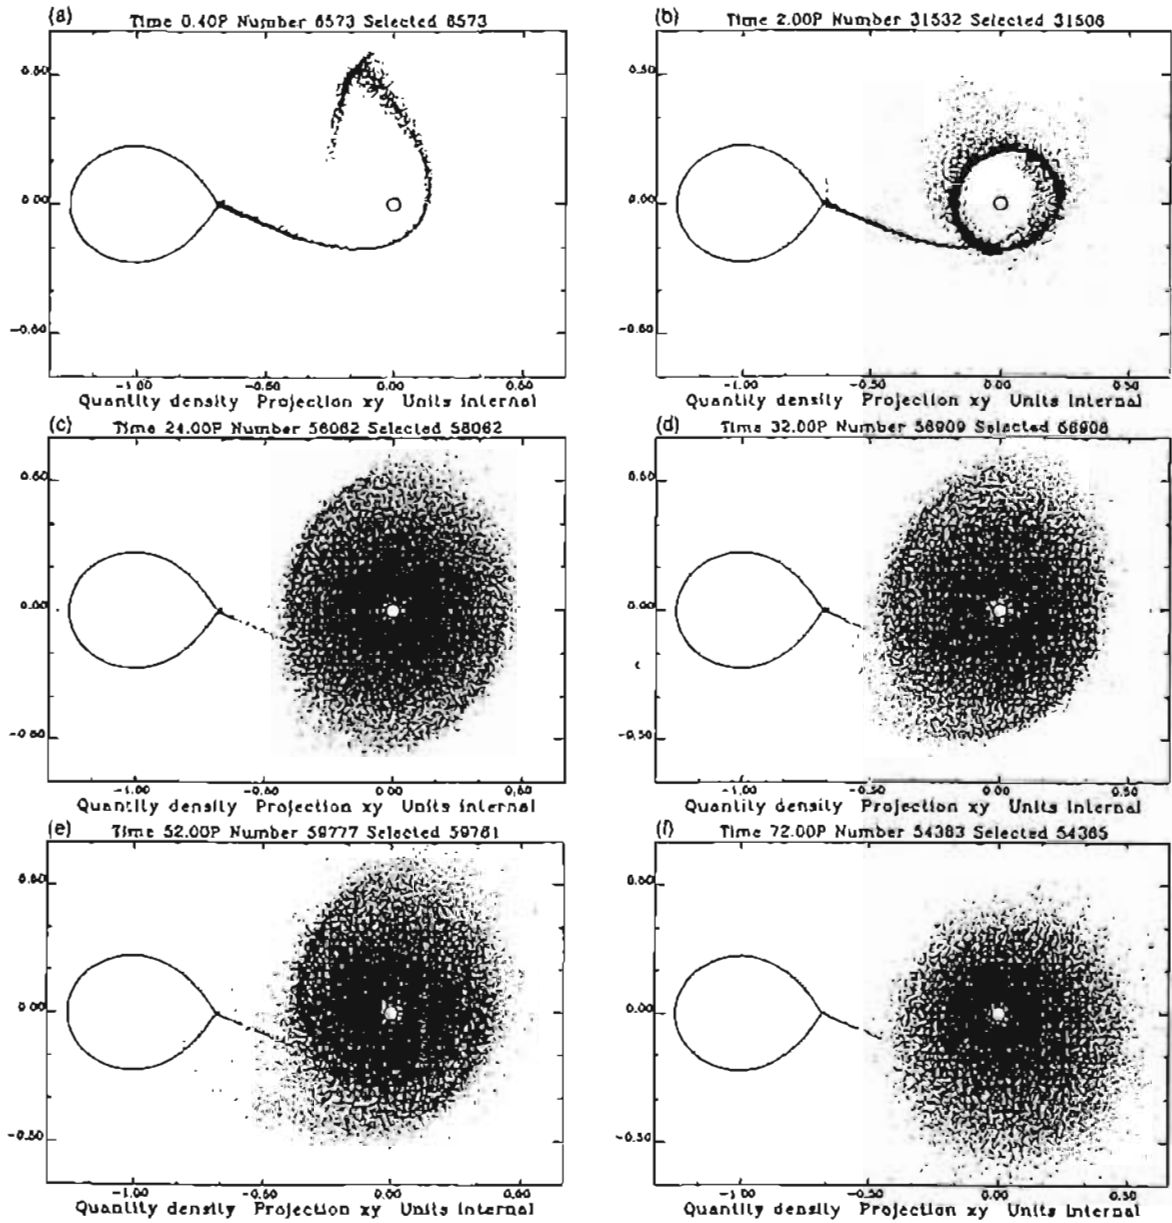 (a) Time 0.40P Number 6573 Selected 6573
0.50
0.00
-0.50
-1.00 -0.50 0.00 0.50
Quantity density Projection xy Units internal
(b) Time 2.00P Number 31532 Selected 31506
0.50
0.00
-0.50
-1.00 -0.50 0.00 0.50
Quantity density Projection xy Units internal
(c) Time 24.00P Number 56062 Selected 56062
0.50
0.00
-0.50
-1.00 -0.50 0.00 0.50
Quantity density Projection xy Units internal
(d) Time 32.00P Number 56909 Selected 56908
0.50
0.00
-0.50
-1.00 -0.50 0.00 0.50
Quantity density Projection xy Units internal
(e) Time 52.00P Number 59777 Selected 59761
0.50
0.00
-0.50
-1.00 -0.50 0.00 0.50
Quantity density Projection xy Units internal
(f) Time 72.00P Number 54383 Selected 54365
0.50
0.00
-0.50
-1.00 -0.50 0.00 0.50
Quantity density Projection xy Units internal